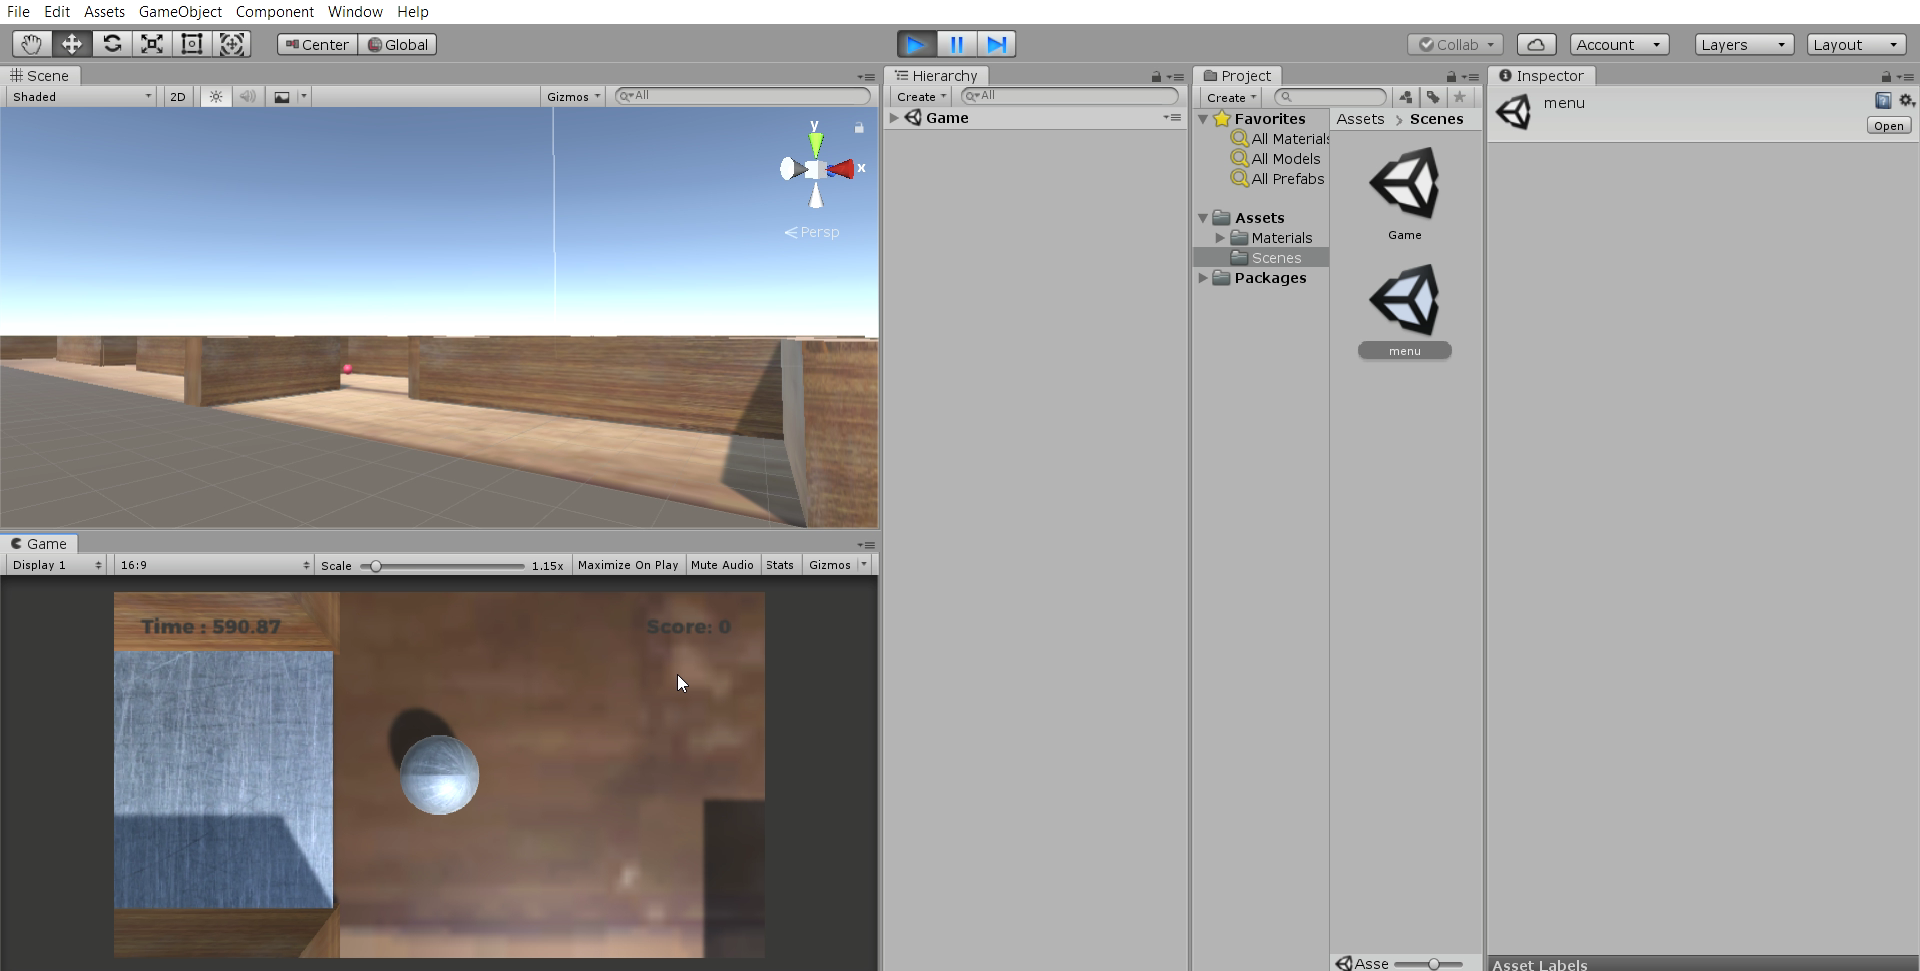 File Edit Assets GameObject Component Window Help
Center Global Collab Account Layers Layout
Scene
Shaded 2D Gizmos All
y
x
Persp
Game
Display 1 16:9 Scale 1.15x Maximize On Play Mute Audio Stats Gizmos
Time : 590.87 Score: 0
Hierarchy
Create All
Game
Project
Create
Favorites
All Materials
All Models
All Prefabs
Assets
Materials
Scenes
Packages
Assets Scenes
Game
menu
Asse
Inspector
menu
Open
Asset Labels